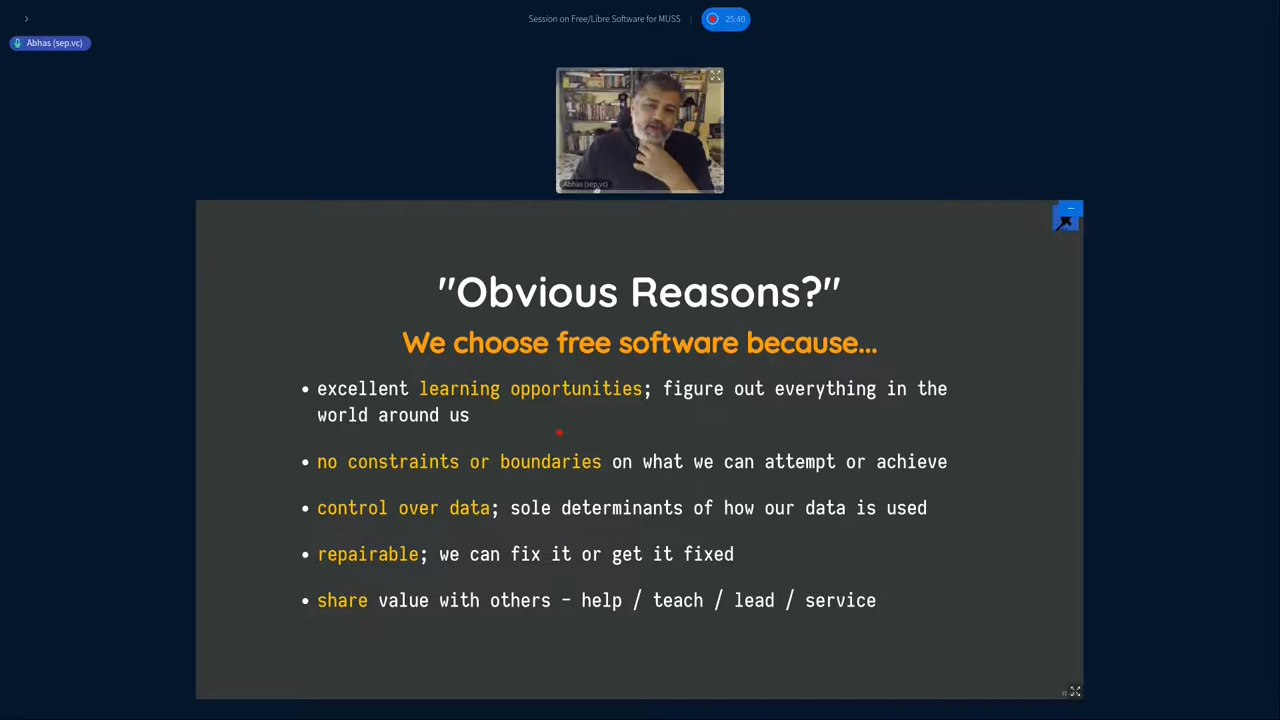 Session on Free/Libre Software for MUSS
25:40
Abhas (sep.vc)
Abhas (sep.vc)
"Obvious Reasons?"
We choose free software because...
• excellent learning opportunities; figure out everything in the
world around us
• no constraints or boundaries on what we can attempt or achieve
• control over data; sole determinants of how our data is used
• repairable; we can fix it or get it fixed
• share value with others - help / teach / lead / service